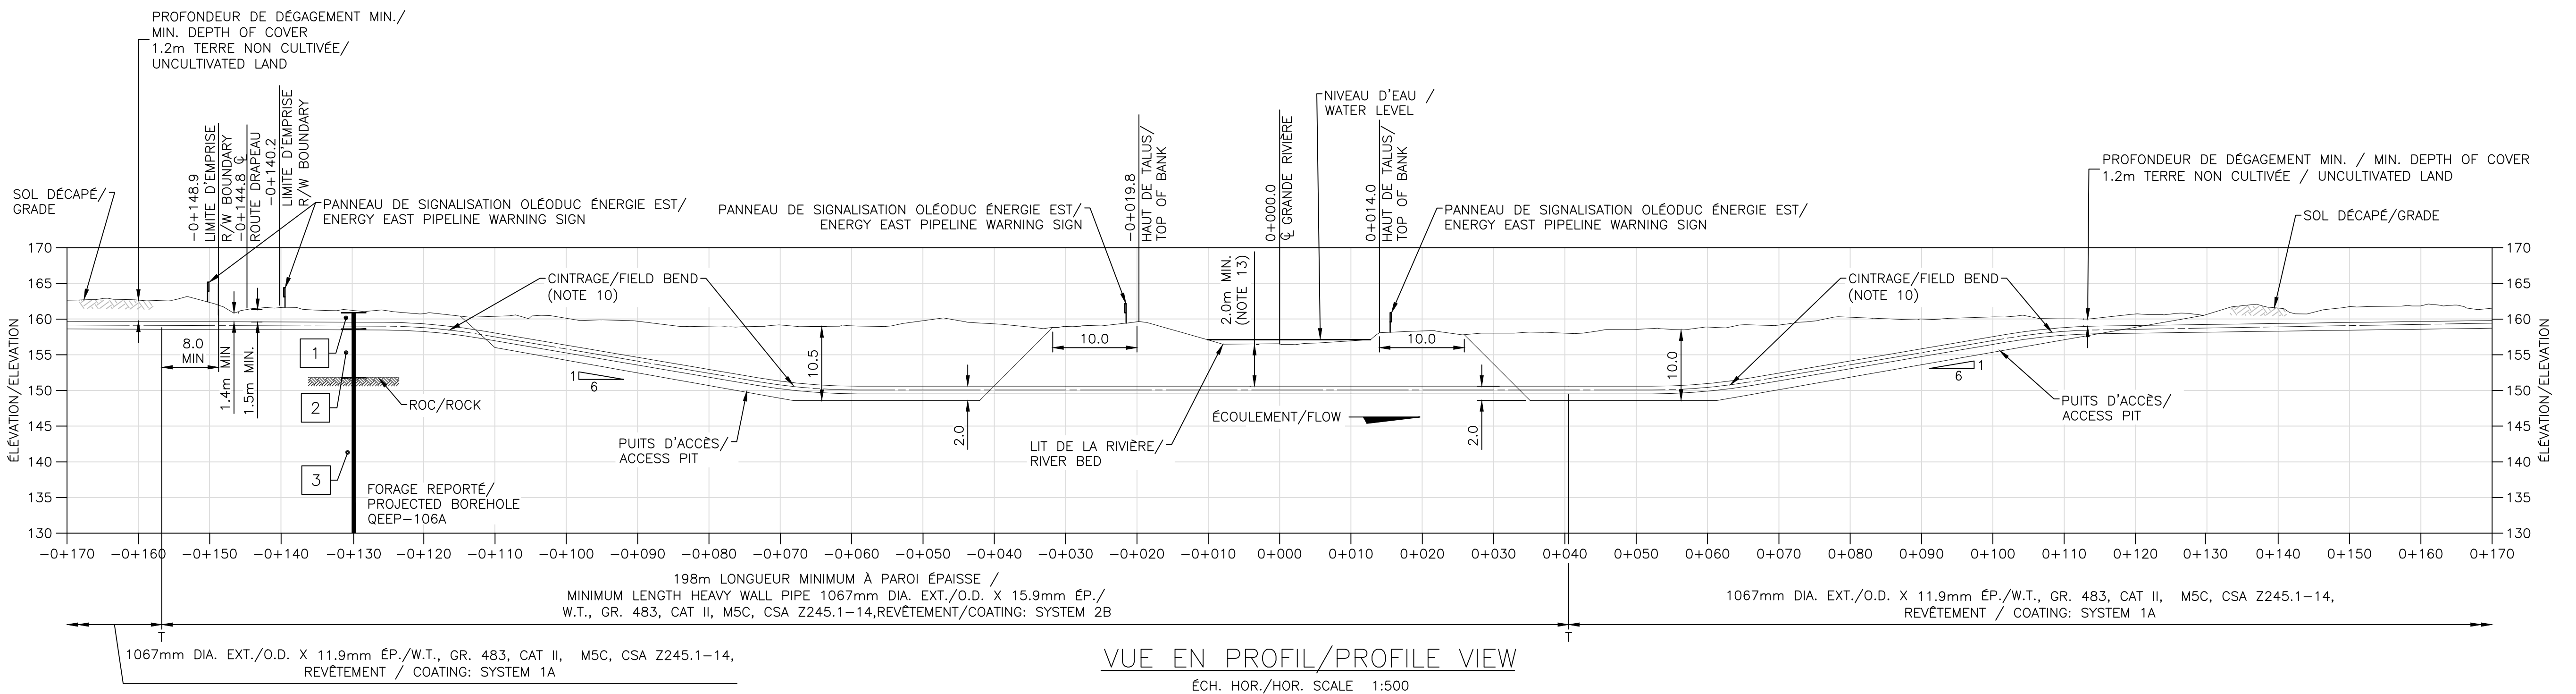 PROFONDEUR DE DÉGAGEMENT MIN./
MIN. DEPTH OF COVER
1.2m TERRE NON CULTIVÉE/
UNCULTIVATED LAND
SOL DÉCAPÉ/
GRADE
-0+148.9
LIMITE D'EMPRISE
R/W BOUNDARY
-0+144.8 ℄
ROUTE DRAPEAU
-0+140.2
LIMITE D'EMPRISE
R/W BOUNDARY
PANNEAU DE SIGNALISATION OLÉODUC ÉNERGIE EST/
ENERGY EAST PIPELINE WARNING SIGN
PANNEAU DE SIGNALISATION OLÉODUC ÉNERGIE EST/
ENERGY EAST PIPELINE WARNING SIGN
-0+019.8
HAUT DE TALUS/
TOP OF BANK
0+000.0
℄ GRANDE RIVIÈRE
NIVEAU D'EAU /
WATER LEVEL
0+014.0
HAUT DE TALUS/
TOP OF BANK
PANNEAU DE SIGNALISATION OLÉODUC ÉNERGIE EST/
ENERGY EAST PIPELINE WARNING SIGN
PROFONDEUR DE DÉGAGEMENT MIN. / MIN. DEPTH OF COVER
1.2m TERRE NON CULTIVÉE / UNCULTIVATED LAND
SOL DÉCAPÉ/GRADE
ÉLÉVATION/ELEVATION
170
165
160
155
150
145
140
135
130
8.0
MIN
1.4m MIN
1.5m MIN.
1
2
3
ROC/ROCK
FORAGE REPORTÉ/
PROJECTED BOREHOLE
QEEP-106A
CINTRAGE/FIELD BEND
(NOTE 10)
1
6
PUITS D'ACCÈS/
ACCESS PIT
10.5
2.0
10.0
2.0m MIN.
(NOTE 13)
LIT DE LA RIVIÈRE/
RIVER BED
ÉCOULEMENT/FLOW
10.0
2.0
10.0
CINTRAGE/FIELD BEND
(NOTE 10)
1
6
PUITS D'ACCÈS/
ACCESS PIT
170
165
160
155
150
145
140
135
130
ÉLÉVATION/ELEVATION
-0+170 -0+160 -0+150 -0+140 -0+130 -0+120 -0+110 -0+100 -0+090 -0+080 -0+070 -0+060 -0+050 -0+040 -0+030 -0+020 -0+010 0+000 0+010 0+020 0+030 0+040 0+050 0+060 0+070 0+080 0+090 0+100 0+110 0+120 0+130 0+140 0+150 0+160 0+170
198m LONGUEUR MINIMUM À PAROI ÉPAISSE /
MINIMUM LENGTH HEAVY WALL PIPE 1067mm DIA. EXT./O.D. X 15.9mm ÉP./
W.T., GR. 483, CAT II, M5C, CSA Z245.1-14,REVÊTEMENT/COATING: SYSTEM 2B
1067mm DIA. EXT./O.D. X 11.9mm ÉP./W.T., GR. 483, CAT II, M5C, CSA Z245.1-14,
REVÊTEMENT / COATING: SYSTEM 1A
T
T
1067mm DIA. EXT./O.D. X 11.9mm ÉP./W.T., GR. 483, CAT II, M5C, CSA Z245.1-14,
REVÊTEMENT / COATING: SYSTEM 1A
VUE EN PROFIL/PROFILE VIEW
ÉCH. HOR./HOR. SCALE 1:500